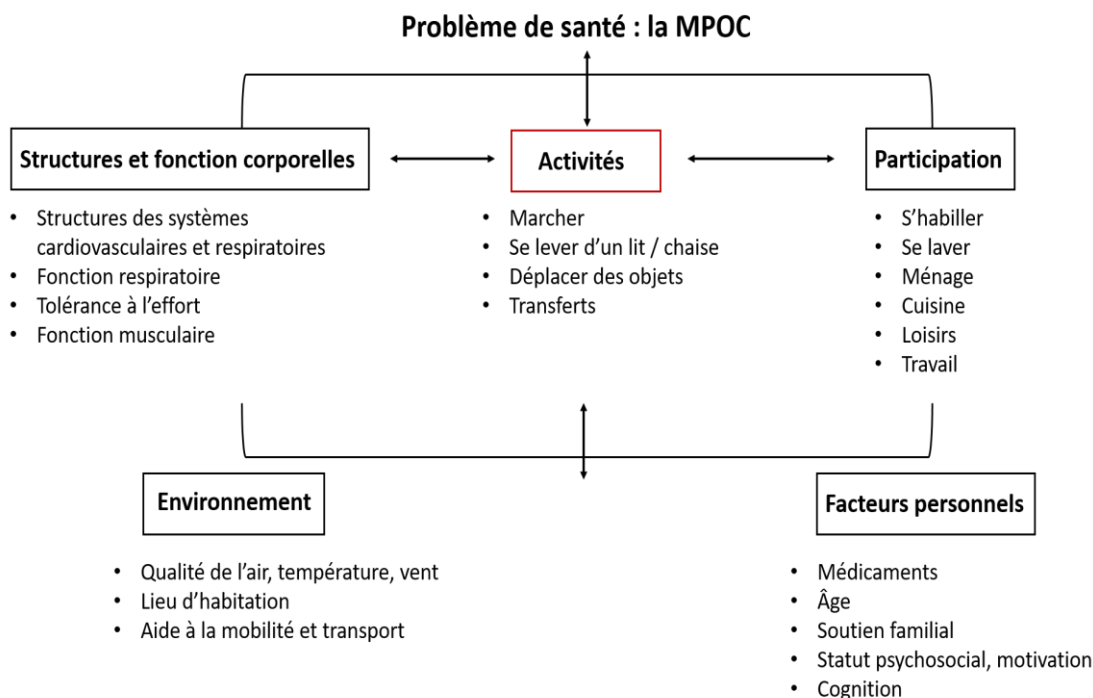 Problème de santé : la MPOC
Structures et fonction corporelles
• Structures des systèmes
cardiovasculaires et respiratoires
• Fonction respiratoire
• Tolérance à l'effort
• Fonction musculaire
Activités
• Marcher
• Se lever d'un lit / chaise
• Déplacer des objets
• Transferts
Participation
• S'habiller
• Se laver
• Ménage
• Cuisine
• Loisirs
• Travail
Environnement
• Qualité de l'air, température, vent
• Lieu d'habitation
• Aide à la mobilité et transport
Facteurs personnels
• Médicaments
• Âge
• Soutien familial
• Statut psychosocial, motivation
• Cognition